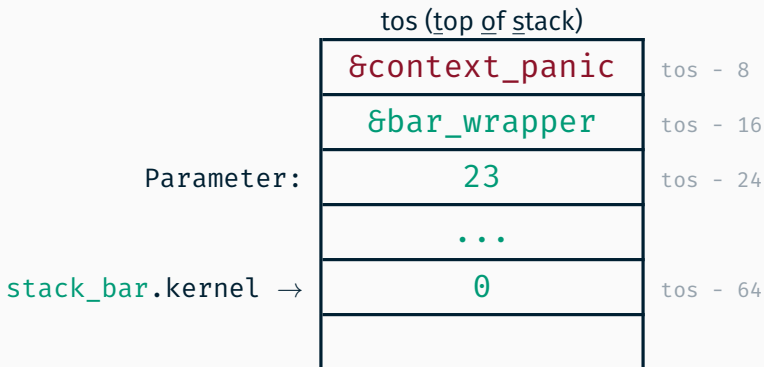 tos (top of stack)
&context_panic tos - 8
&bar_wrapper tos - 16
Parameter: 23 tos - 24
...
stack_bar.kernel → 0 tos - 64